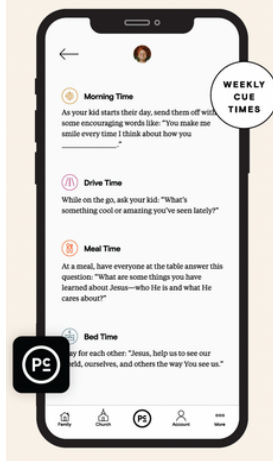 WEEKLY
CUE
TIMES
Morning Time
As your kid starts their day, send them off with
some encouraging words like: “You make me
smile every time I think about how you
____________.”
Drive Time
While on the go, ask your kid: “What’s
something cool or amazing you’ve seen lately?”
Meal Time
At a meal, have everyone at the table answer this
question: “What are some things you have
learned about Jesus—who He is and what He
cares about?”
Bed Time
for each other: “Jesus, help us to see our
ourselves, and others the way You see us.”
Pc
Family
Church
Pc
Account
More